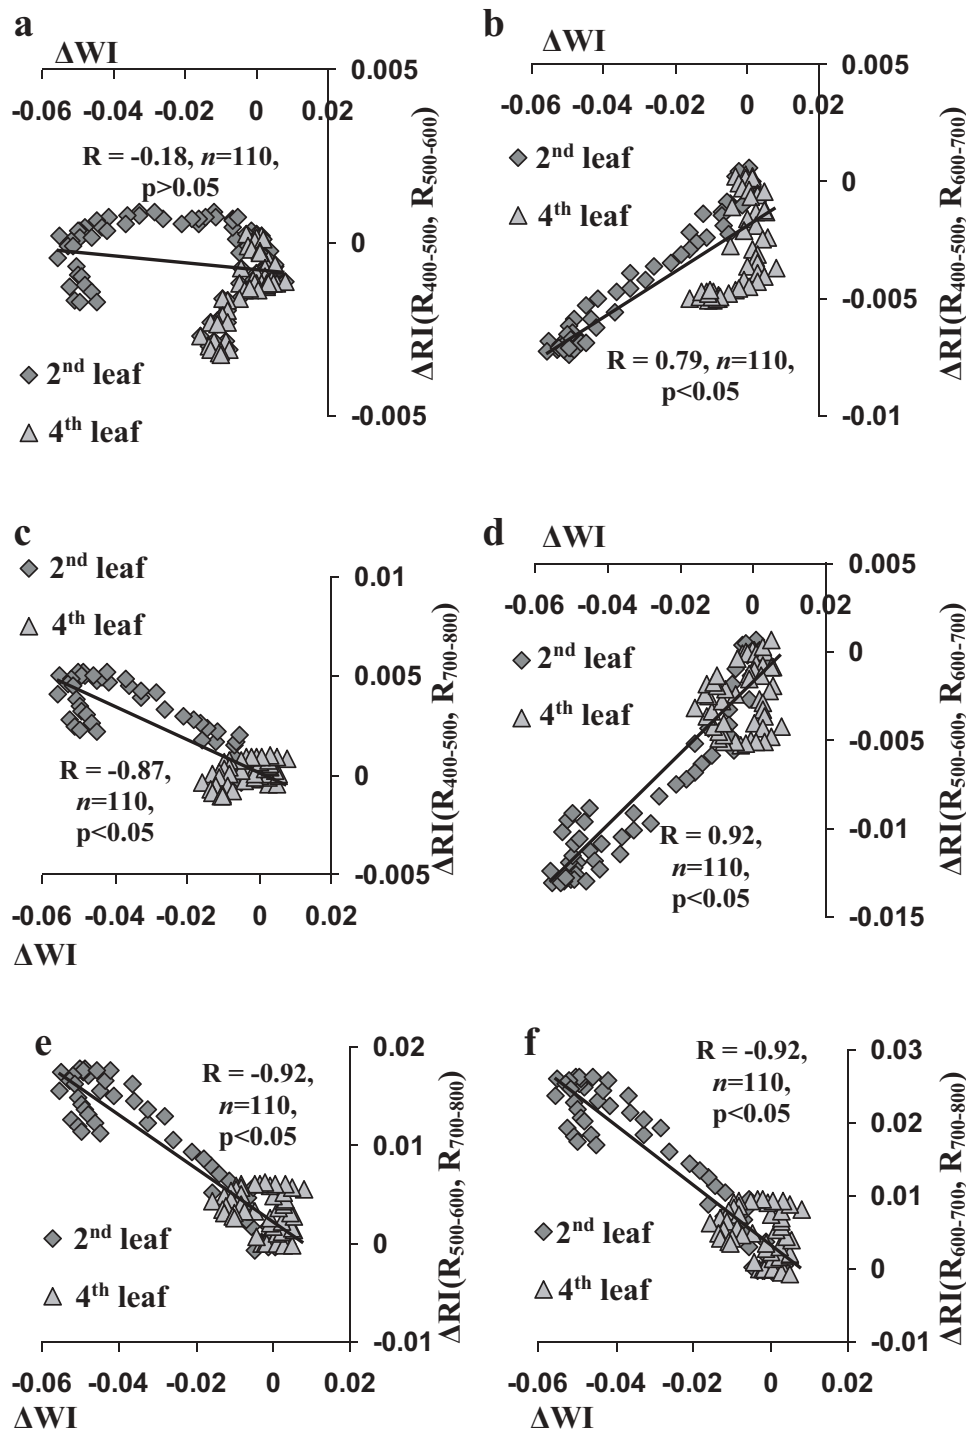 a
ΔWI
0.005
-0.06 -0.04 -0.02 0 0.02
R = -0.18, n=110,
p>0.05
0
2nd leaf
4th leaf
-0.005
ΔRI(R400-500, R500-600)
b
ΔWI
0.005
-0.06 -0.04 -0.02 0 0.02
2nd leaf
4th leaf
0
-0.005
R = 0.79, n=110,
p<0.05
-0.01
ΔRI(R400-500, R600-700)
c
2nd leaf
4th leaf
0.01
0.005
R = -0.87,
n=110,
p<0.05
0
-0.005
-0.06 -0.04 -0.02 0 0.02
ΔWI
ΔRI(R400-500, R700-800)
d
ΔWI
0.005
-0.06 -0.04 -0.02 0 0.02
2nd leaf
4th leaf
0
-0.005
-0.01
R = 0.92,
n=110,
p<0.05
-0.015
ΔRI(R500-600, R600-700)
e
0.02
R = -0.92,
n=110,
p<0.05
0.01
2nd leaf
4th leaf
0
-0.01
-0.06 -0.04 -0.02 0 0.02
ΔWI
ΔRI(R500-600, R700-800)
f
0.03
R = -0.92,
n=110,
p<0.05
0.02
0.01
2nd leaf
4th leaf
0
-0.01
-0.06 -0.04 -0.02 0 0.02
ΔWI
ΔRI(R600-700, R700-800)